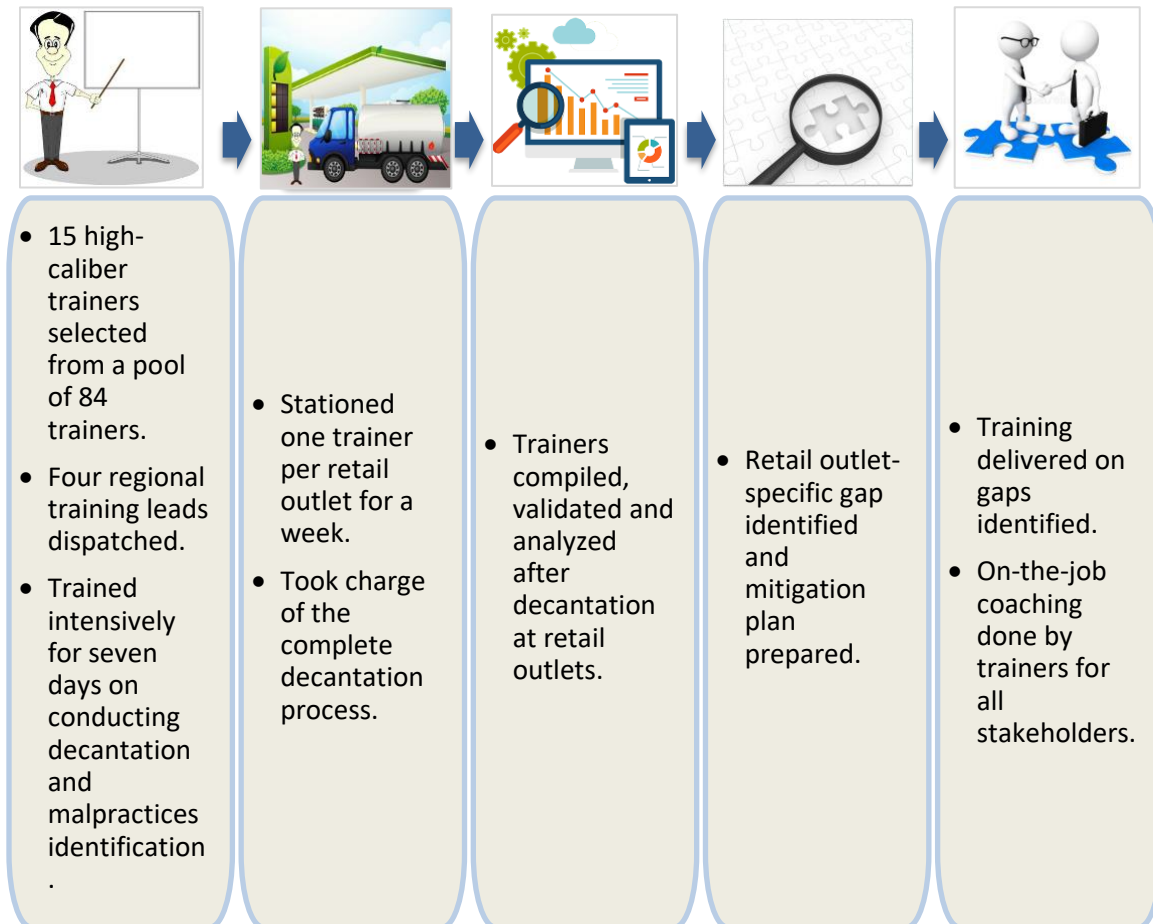 • 15 high-
caliber
trainers
selected
from a pool
of 84
trainers.
• Four regional
training leads
dispatched.
• Trained
intensively
for seven
days on
conducting
decantation
and
malpractices
identification
.
• Stationed
one trainer
per retail
outlet for a
week.
• Took charge
of the
complete
decantation
process.
• Trainers
compiled,
validated and
analyzed
after
decantation
at retail
outlets.
• Retail outlet-
specific gap
identified
and
mitigation
plan
prepared.
• Training
delivered on
gaps
identified.
• On-the-job
coaching
done by
trainers for
all
stakeholders.